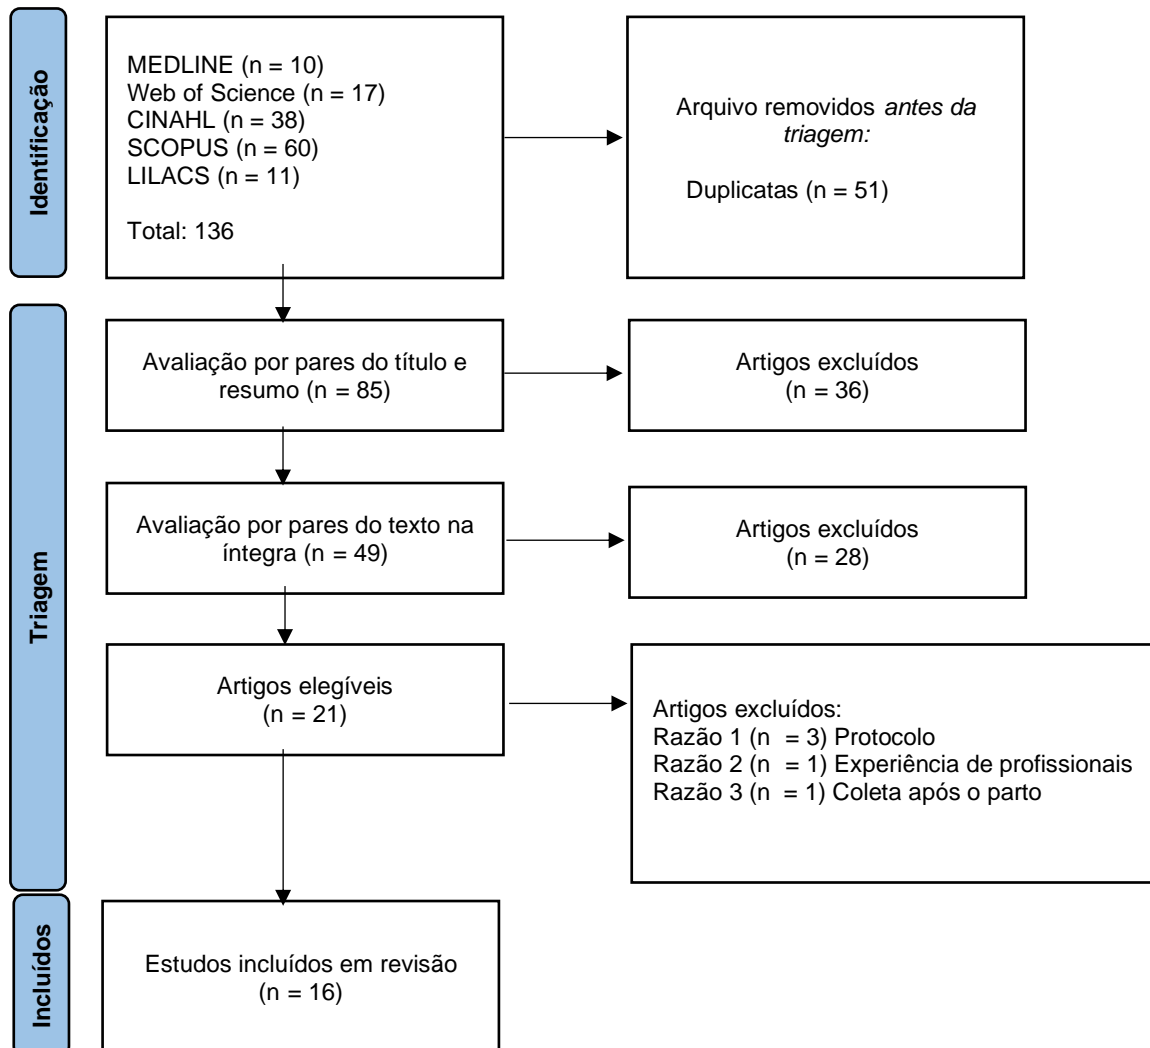 Identificação
MEDLINE (n = 10)
Web of Science (n = 17)
CINAHL (n = 38)
SCOPUS (n = 60)
LILACS (n = 11)
Total: 136
Arquivo removidos antes da
triagem:
Duplicatas (n = 51)
Triagem
Avaliação por pares do título e
resumo (n = 85)
Artigos excluídos
(n = 36)
Avaliação por pares do texto na
íntegra (n = 49)
Artigos excluídos
(n = 28)
Artigos elegíveis
(n = 21)
Artigos excluídos:
Razão 1 (n = 3) Protocolo
Razão 2 (n = 1) Experiência de profissionais
Razão 3 (n = 1) Coleta após o parto
Incluídos
Estudos incluídos em revisão
(n = 16)